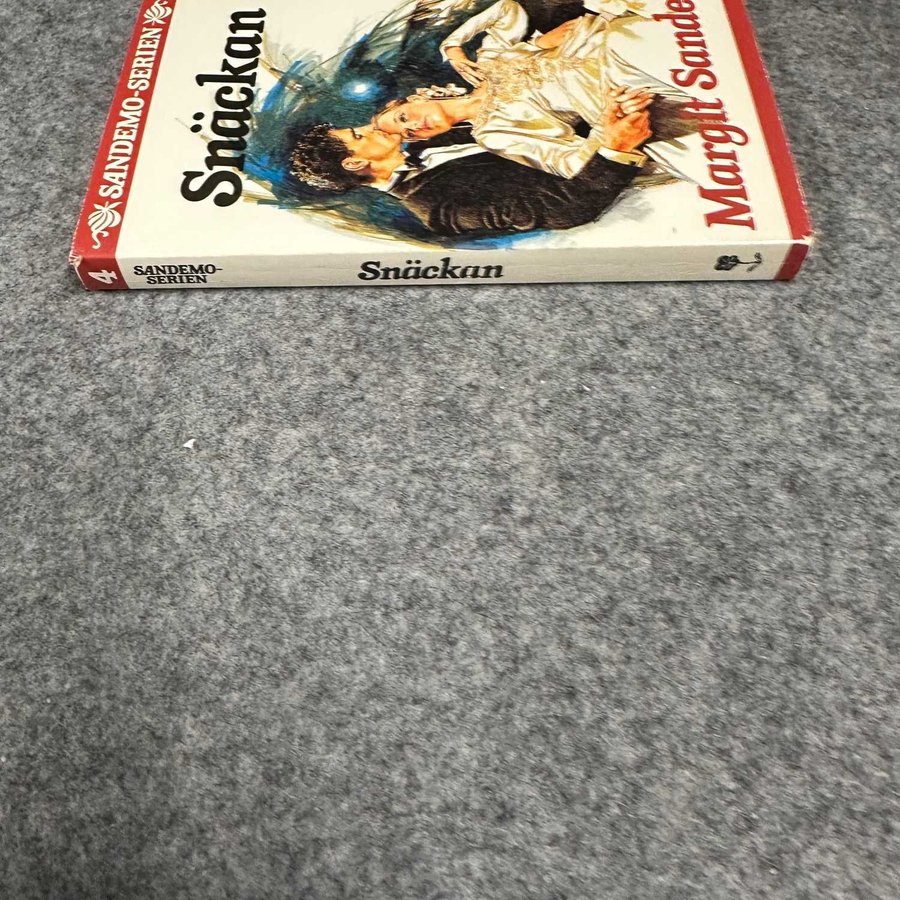 SANDEMO-SERIEN
Snäckan
Margit Sande
4
SANDEMO-
SERIEN
Snäckan